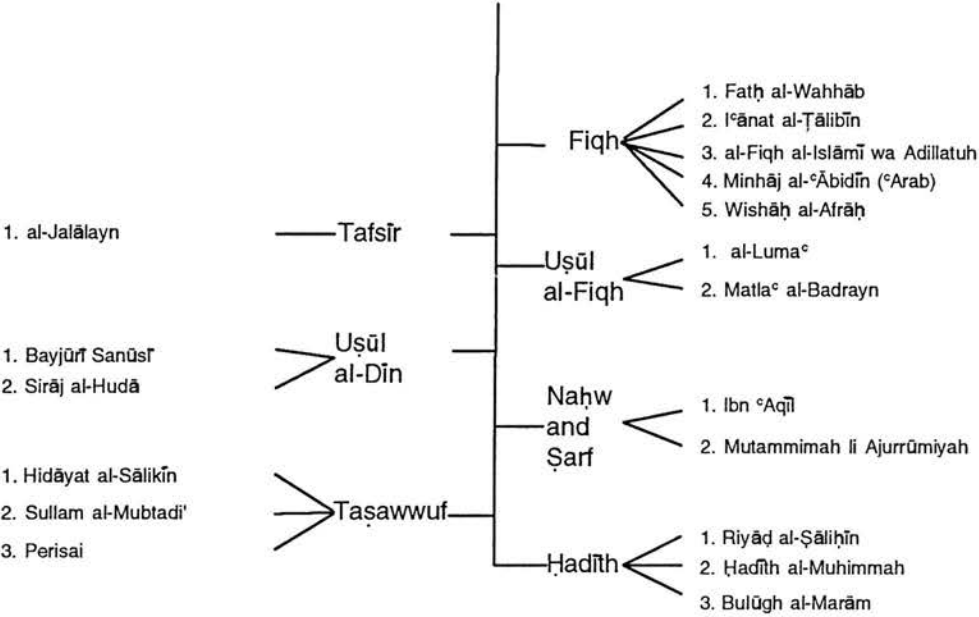 Fiqh
1. Fatḥ al-Wahhāb
2. Iᶜānat al-Ṭālibīn
3. al-Fiqh al-Islāmī wa Adillatuh
4. Minhāj al-ᶜĀbidīn (ᶜArab)
5. Wishāḥ al-Afrāḥ
1. al-Jalālayn
Tafsīr
Uṣūl
al-Fiqh
1. al-Lumaᶜ
2. Matlaᶜ al-Badrayn
1. Bayjūrī Sanūsī
2. Sirāj al-Hudā
Uṣūl
al-Dīn
Naḥw
and
Ṣarf
1. Ibn ᶜAqīl
2. Mutammimah li Ajurrūmiyah
1. Hidāyat al-Sālikīn
2. Sullam al-Mubtadi'
3. Perisai
Taṣawwuf
Ḥadīth
1. Riyāḍ al-Ṣāliḥīn
2. Ḥadīth al-Muhimmah
3. Bulūgh al-Marām